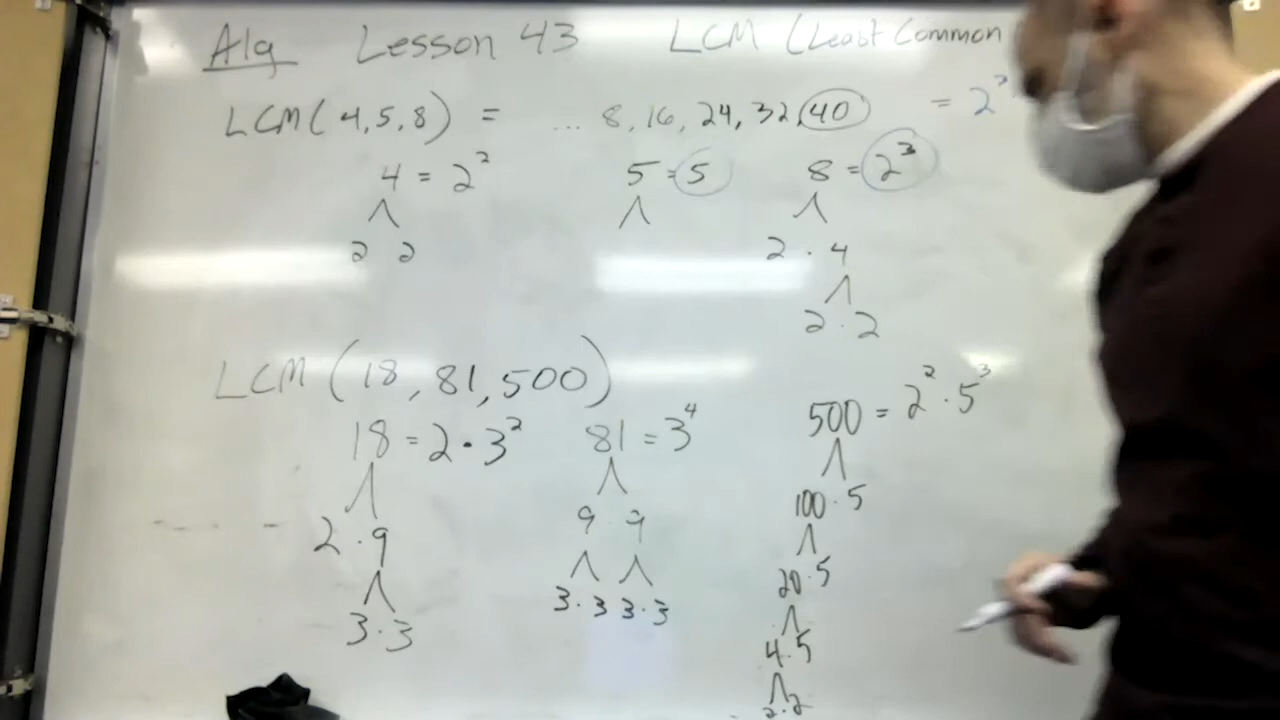 Alg Lesson 43 LCM (Least Common
LCM(4,5,8) = ... 8, 16, 24, 32, 40 = 2³
4 = 2² 5 = 5 8 = 2³
2 2 2 · 4
2 · 2
LCM (18, 81, 500)
18 = 2 · 3² 81 = 3⁴ 500 = 2² · 5³
2 · 9 9 9 100 · 5
3 · 3 3 · 3 3 · 3 20 · 5
4 · 5
2 · 2